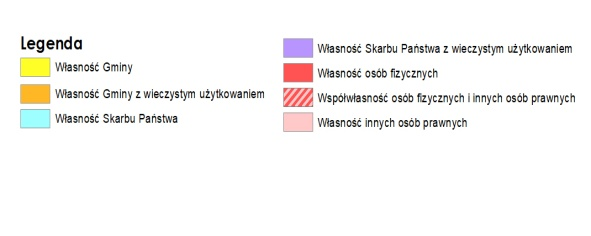 Legenda
Własność Gminy
Własność Gminy z wieczystym użytkowaniem
Własność Skarbu Państwa
Własność Skarbu Państwa z wieczystym użytkowaniem
Własność osób fizycznych
Współwłasność osób fizycznych i innych osób prawnych
Własność innych osób prawnych